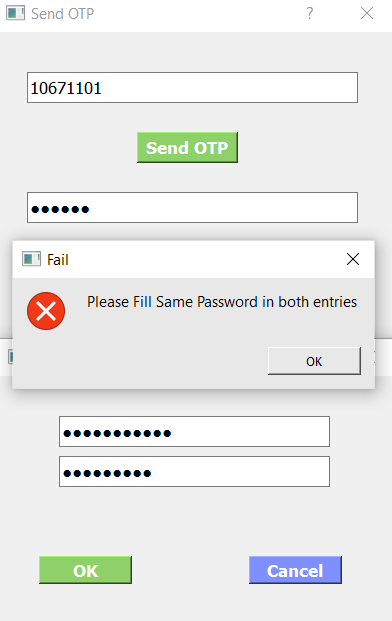 Send OTP
10671101
Send OTP
●●●●●●
Fail
Please Fill Same Password in both entries
OK
●●●●●●●●●●●
●●●●●●●●●
OK Cancel